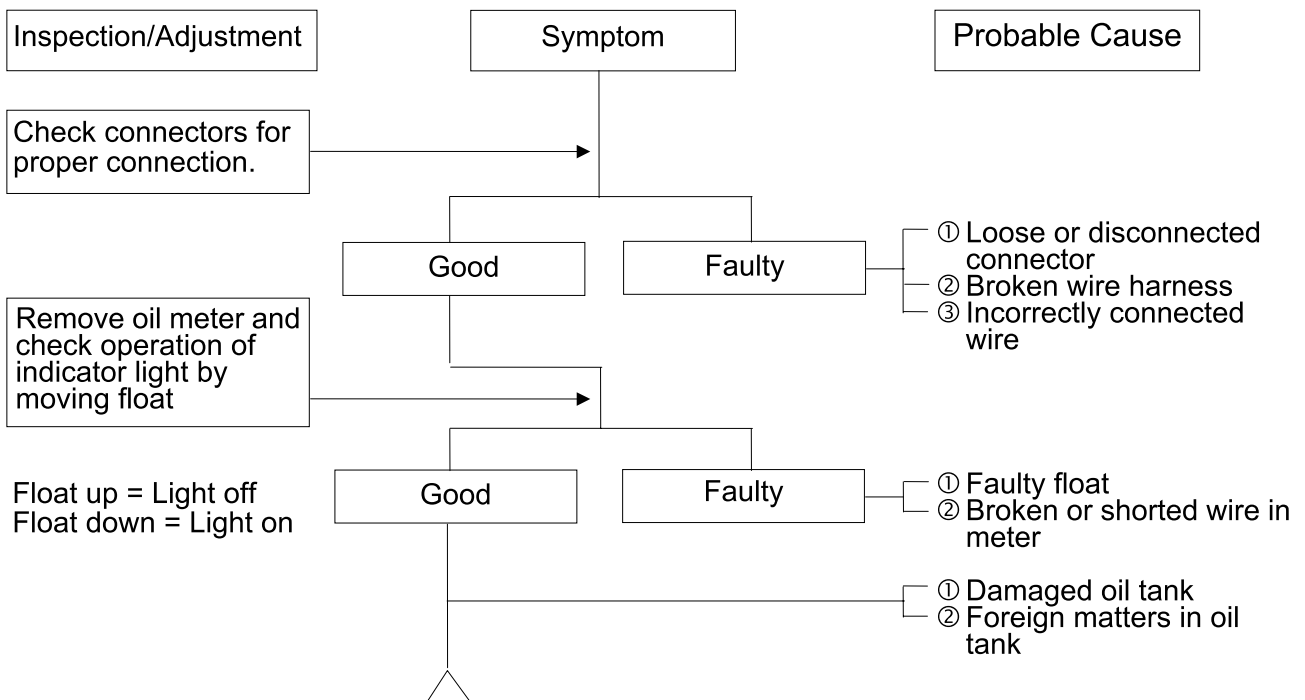 Inspection/Adjustment
Symptom
Probable Cause
Check connectors for
proper connection.
Good
Faulty
① Loose or disconnected
connector
② Broken wire harness
③ Incorrectly connected
wire
Remove oil meter and
check operation of
indicator light by
moving float
Float up = Light off
Float down = Light on
Good
Faulty
① Faulty float
② Broken or shorted wire in
meter
① Damaged oil tank
② Foreign matters in oil
tank